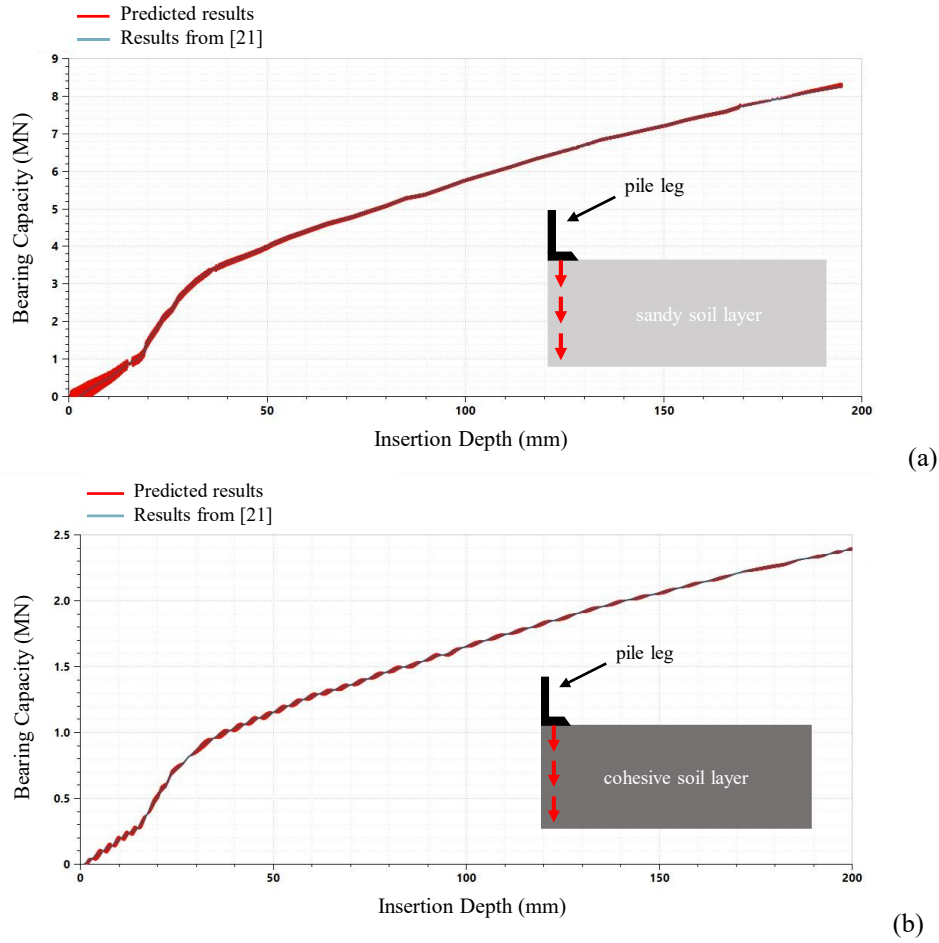 Predicted results
Results from [21]
9
8
7
6
5
4
3
2
1
0
Bearing Capacity (MN)
pile leg
sandy soil layer
0 50 100 150 200
Insertion Depth (mm)
(a)
Predicted results
Results from [21]
2.5
2.0
1.5
1.0
0.5
0
Bearing Capacity (MN)
pile leg
cohesive soil layer
0 50 100 150 200
Insertion Depth (mm)
(b)